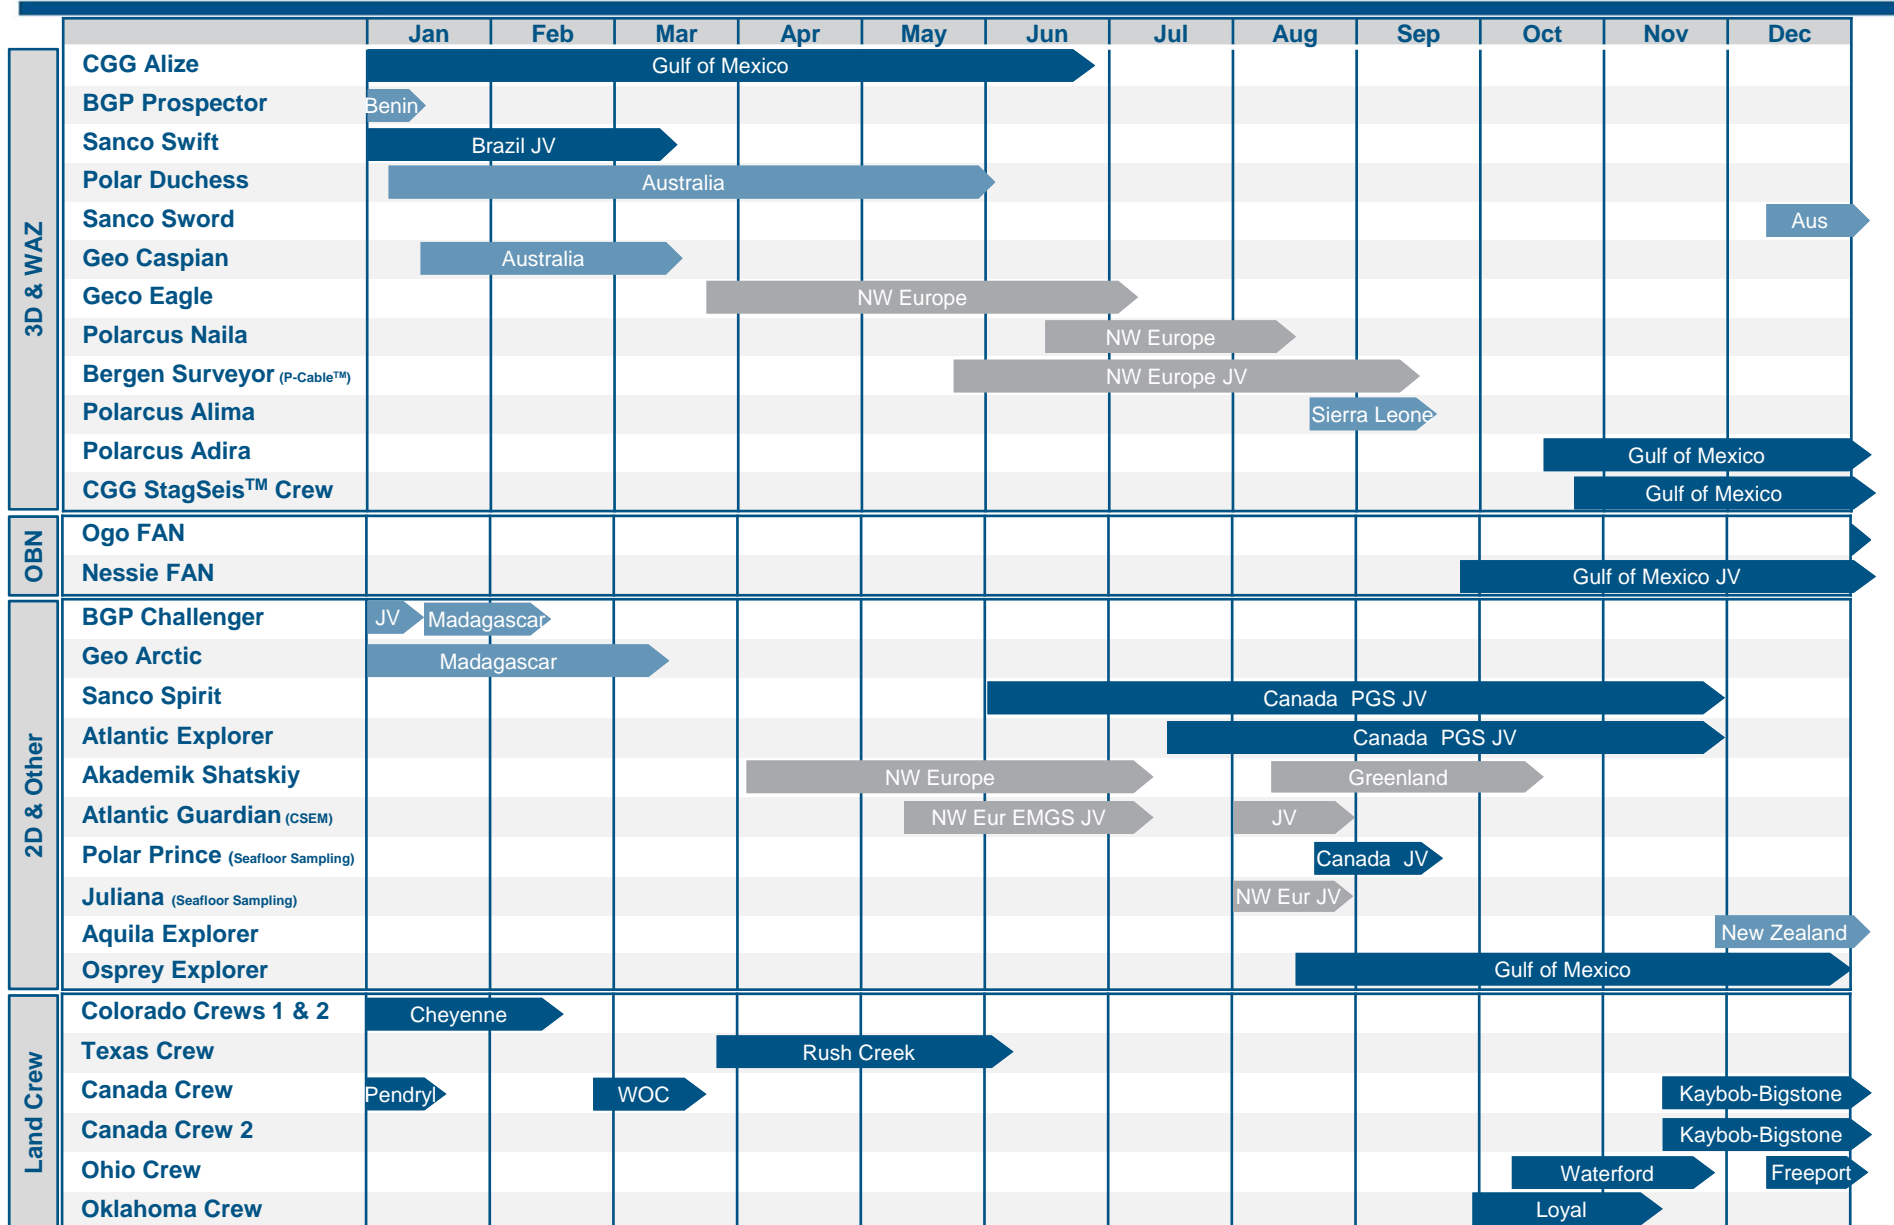 Jan Feb Mar Apr May Jun Jul Aug Sep Oct Nov Dec
3D & WAZ
CGG Alize Gulf of Mexico
BGP Prospector Benin
Sanco Swift Brazil JV
Polar Duchess Australia
Sanco Sword Aus
Geo Caspian Australia
Geco Eagle NW Europe
Polarcus Naila NW Europe
Bergen Surveyor (P-Cable™) NW Europe JV
Polarcus Alima Sierra Leone
Polarcus Adira Gulf of Mexico
CGG StagSeis™ Crew Gulf of Mexico
OBN
Ogo FAN
Nessie FAN Gulf of Mexico JV
2D & Other
BGP Challenger JV Madagascar
Geo Arctic Madagascar
Sanco Spirit Canada PGS JV
Atlantic Explorer Canada PGS JV
Akademik Shatskiy NW Europe Greenland
Atlantic Guardian (CSEM) NW Eur EMGS JV JV
Polar Prince (Seafloor Sampling) Canada JV
Juliana (Seafloor Sampling) NW Eur JV
Aquila Explorer New Zealand
Osprey Explorer Gulf of Mexico
Land Crew
Colorado Crews 1 & 2 Cheyenne
Texas Crew Rush Creek
Canada Crew Pendryl WOC Kaybob-Bigstone
Canada Crew 2 Kaybob-Bigstone
Ohio Crew Waterford Freeport
Oklahoma Crew Loyal